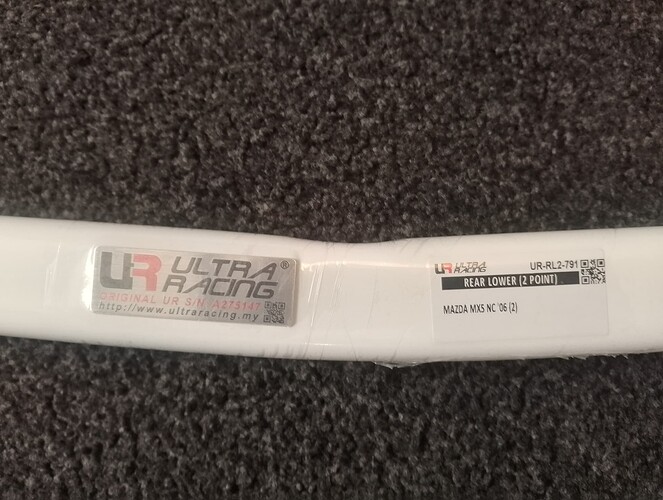 UR ULTRA RACING®
ORIGINAL UR S/N: A275147
http://www.ultraracing.my
UR ULTRA RACING
UR-RL2-791
REAR LOWER (2 POINT)
MAZDA MX5 NC '06 (2)